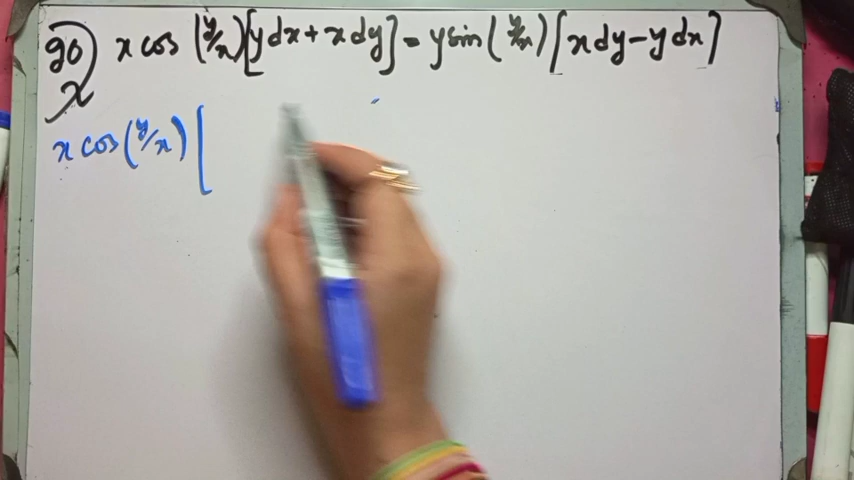 90) x cos (y/x) [y dx + x dy] = y sin (y/x) [x dy - y dx]
x cos (y/x) [